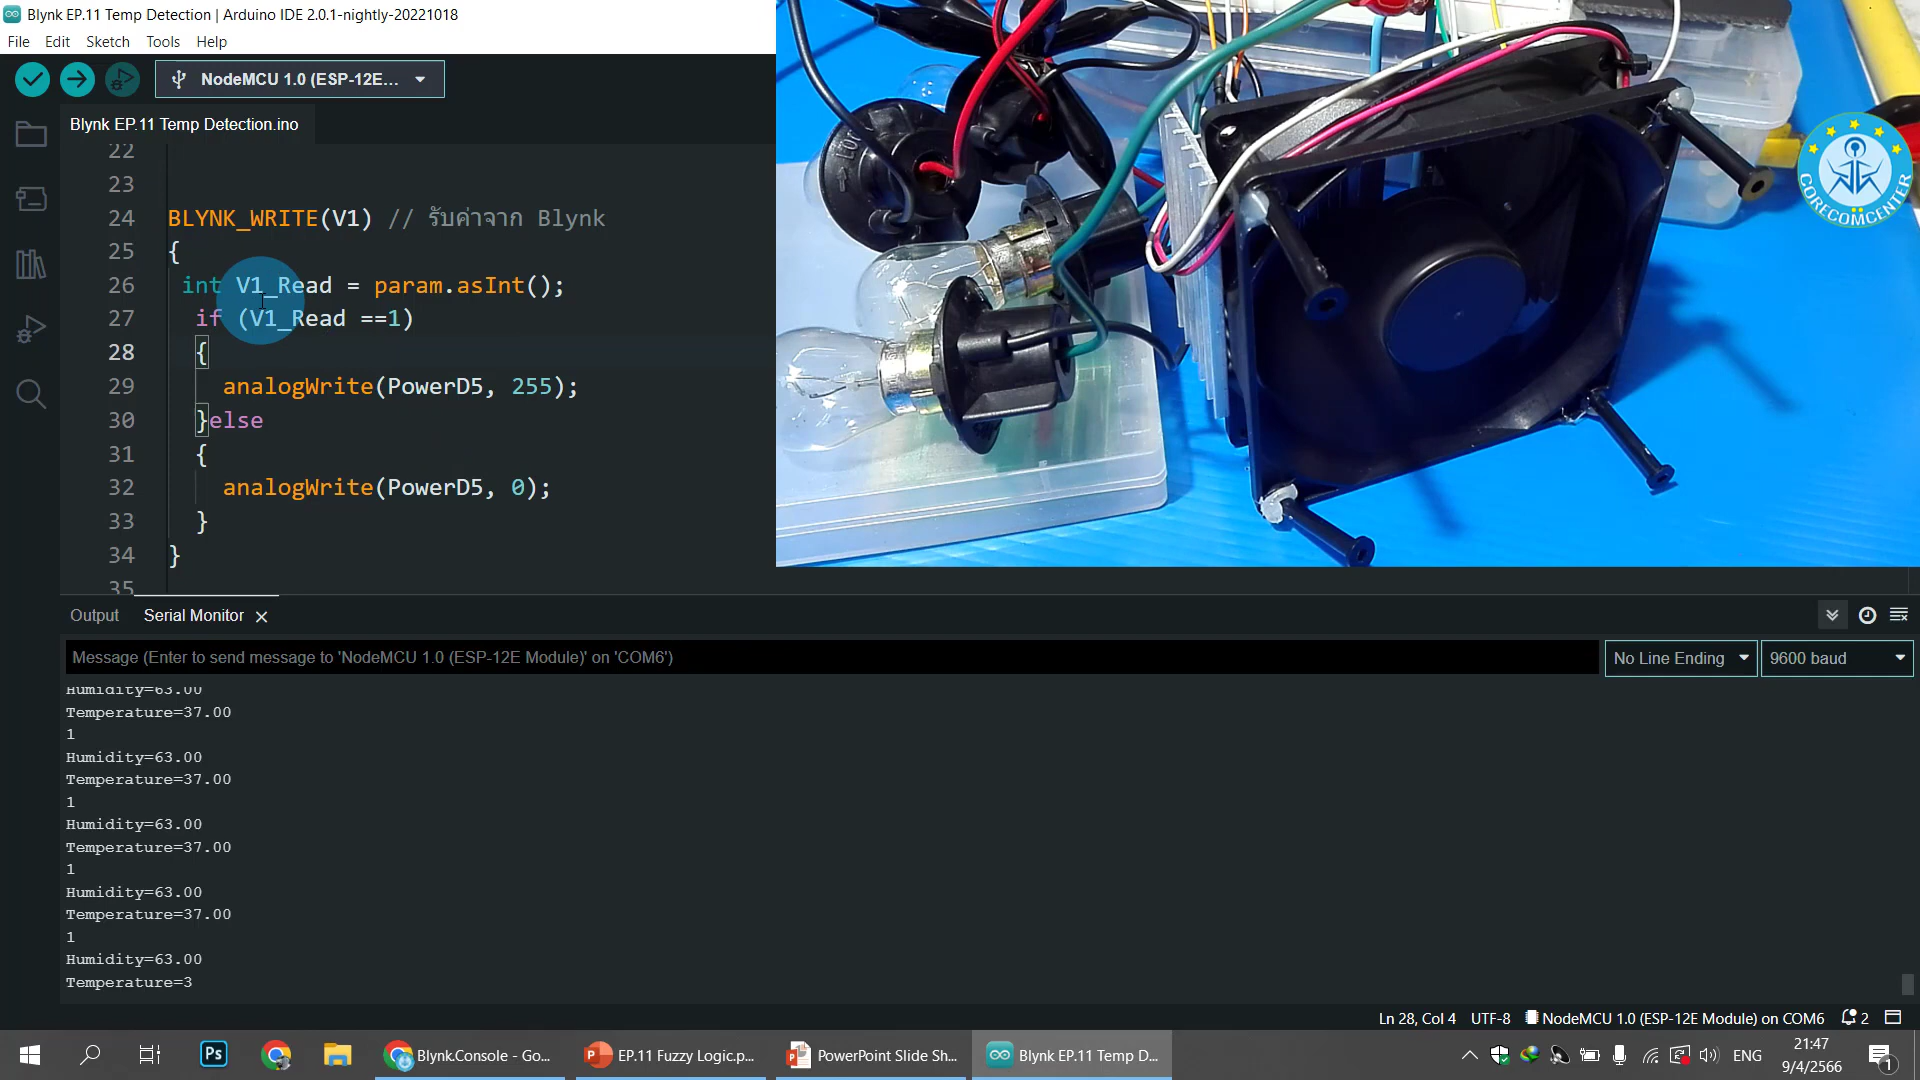 Blynk EP.11 Temp Detection | Arduino IDE 2.0.1-nightly-20221018
File Edit Sketch Tools Help
NodeMCU 1.0 (ESP-12E...
Blynk EP.11 Temp Detection.ino
22
23
24 BLYNK_WRITE(V1) // รับค่าจาก Blynk
25 {
26 int V1_Read = param.asInt();
27 if (V1_Read ==1)
28 {
29 analogWrite(PowerD5, 255);
30 }else
31 {
32 analogWrite(PowerD5, 0);
33 }
34 }
35
CORECOMCENTER
Output Serial Monitor
Message (Enter to send message to 'NodeMCU 1.0 (ESP-12E Module)' on 'COM6')
No Line Ending 9600 baud
Humidity=63.00
Temperature=37.00
1
Humidity=63.00
Temperature=37.00
1
Humidity=63.00
Temperature=37.00
1
Humidity=63.00
Temperature=37.00
1
Humidity=63.00
Temperature=3
Ln 28, Col 4 UTF-8 NodeMCU 1.0 (ESP-12E Module) on COM6 2
Ps Blynk.Console - Go... EP.11 Fuzzy Logic.p... PowerPoint Slide Sh... Blynk EP.11 Temp D... ENG 21:47
9/4/2566 1